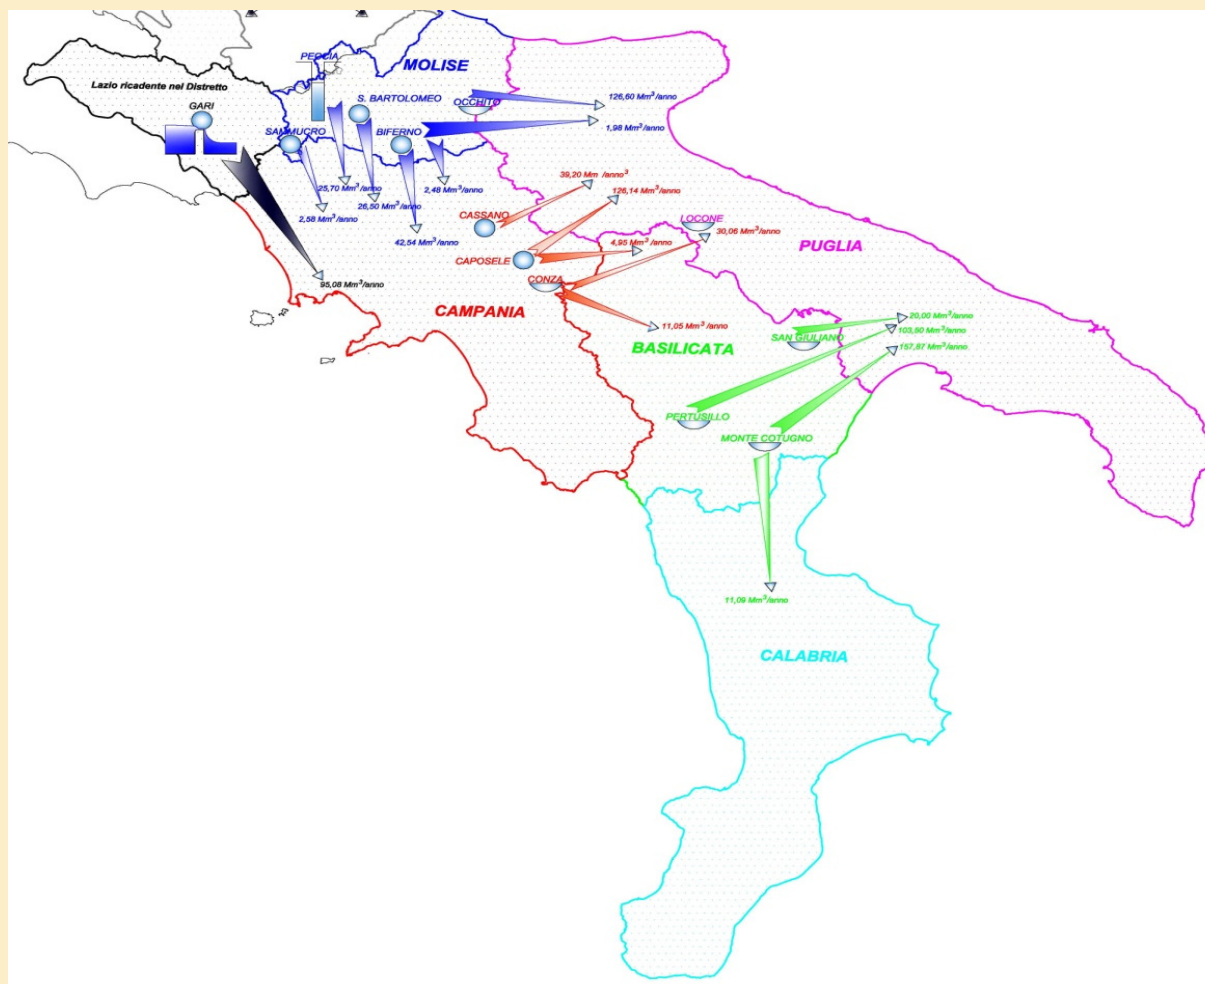 PECCIA
MOLISE
Lazio ricadente nel Distretto
GARI
S. BARTOLOMEO
OCCHITO
126,60 Mm³/anno
SAMMUCRO
BIFERNO
1,98 Mm³/anno
39,20 Mm /anno³
25,70 Mm³/anno
2,48 Mm³/anno
126,14 Mm³/anno
26,50 Mm³/anno
2,58 Mm³/anno
CASSANO
LOCONE
30,06 Mm³/anno
42,54 Mm³/anno
4,95 Mm³/anno
PUGLIA
CAPOSELE
CONZA
95,08 Mm³/anno
CAMPANIA
11,05 Mm³/anno
20,00 Mm³/anno
103,50 Mm³/anno
SAN GIULIANO
BASILICATA
157,87 Mm³/anno
PERTUSILLO
MONTE COTUGNO
11,09 Mm³/anno
CALABRIA